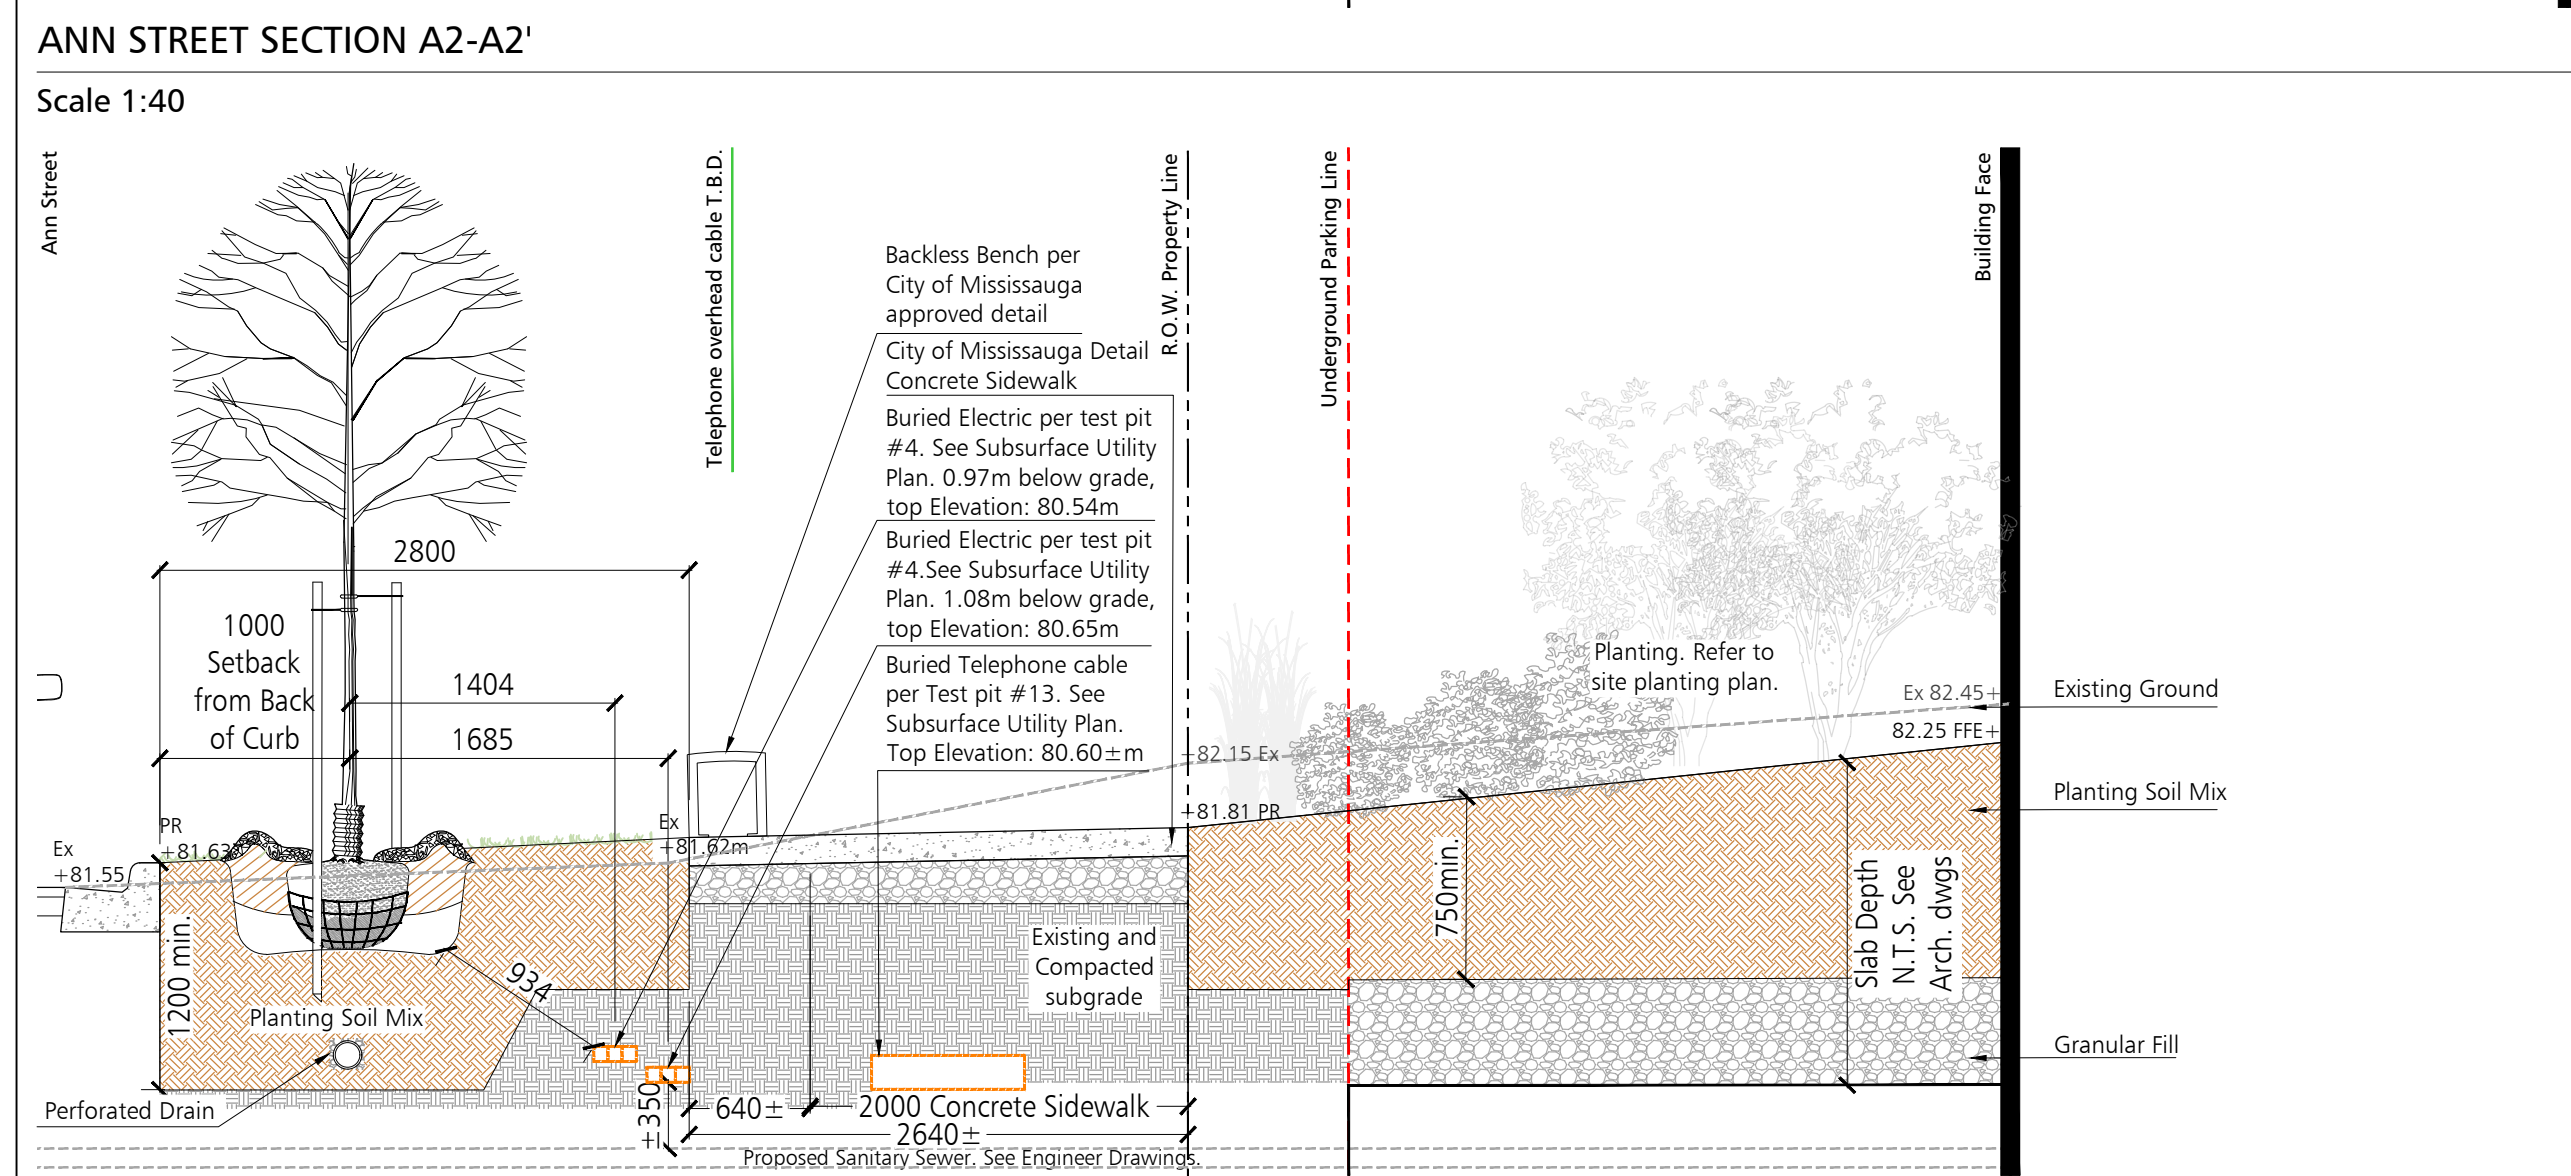 ANN STREET SECTION A2-A2'
Scale 1:40
Ann Street
Telephone overhead cable T.B.D.
R.O.W. Property Line
Underground Parking Line
Building Face
Backless Bench per
City of Mississauga
approved detail
City of Mississauga Detail
Concrete Sidewalk
Buried Electric per test pit
#4. See Subsurface Utility
Plan. 0.97m below grade,
top Elevation: 80.54m
Buried Electric per test pit
#4.See Subsurface Utility
Plan. 1.08m below grade,
top Elevation: 80.65m
Buried Telephone cable
per Test pit #13. See
Subsurface Utility Plan.
Top Elevation: 80.60±m
2800
1000
Setback
from Back
of Curb
1404
1685
Planting. Refer to
site planting plan.
Ex 82.45+
Existing Ground
82.25 FFE+
+82.15 Ex
+81.81 PR
Planting Soil Mix
PR
+81.63
Ex
+81.62m
Ex
+81.55
1200 min.
934
750min.
Slab Depth
N.T.S. See
Arch. dwgs
Existing and
Compacted
subgrade
Planting Soil Mix
Granular Fill
Perforated Drain
±350
640±
2000 Concrete Sidewalk
2640±
Proposed Sanitary Sewer. See Engineer Drawings.